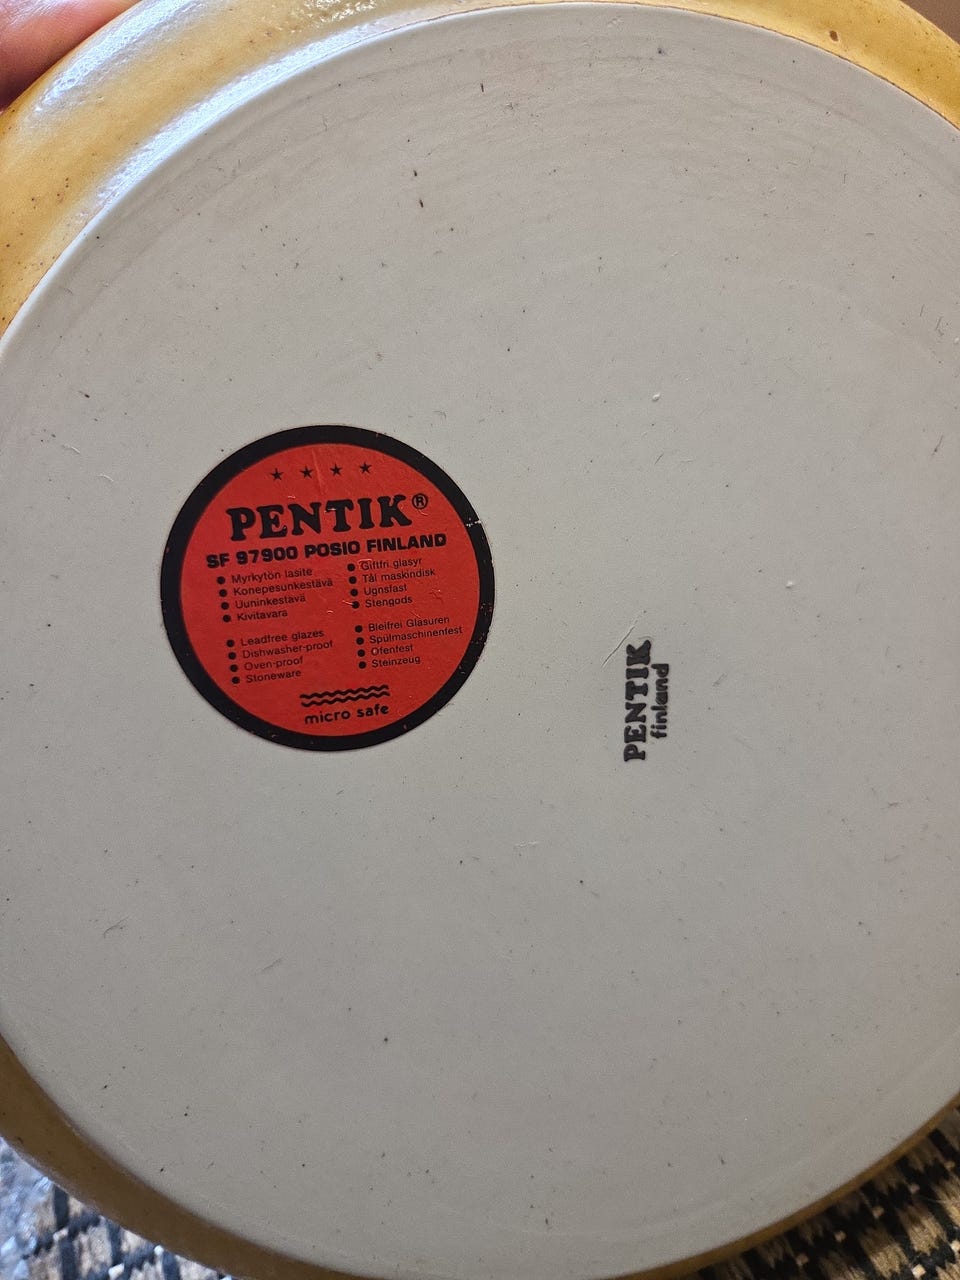 PENTIK®
SF 97900 POSIO FINLAND
Myrkytön lasite
Konepesunkestävä
Uuninkestävä
Kivitavara
Giftfri glasyr
Tål maskindisk
Ugnsfast
Stengods
Leadfree glazes
Dishwasher-proof
Oven-proof
Stoneware
Bleifrei Glasuren
Spülmaschinenfest
Ofenfest
Steinzeug
micro safe
PENTIK
finland